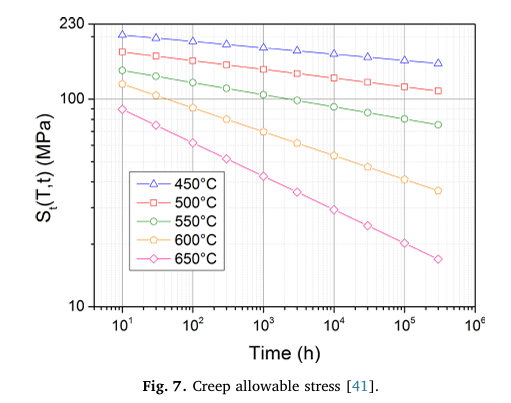 230
100
10
S_t(T,t) (MPa)
450°C
500°C
550°C
600°C
650°C
10^1 10^2 10^3 10^4 10^5 10^6
Time (h)
Fig. 7. Creep allowable stress [41].